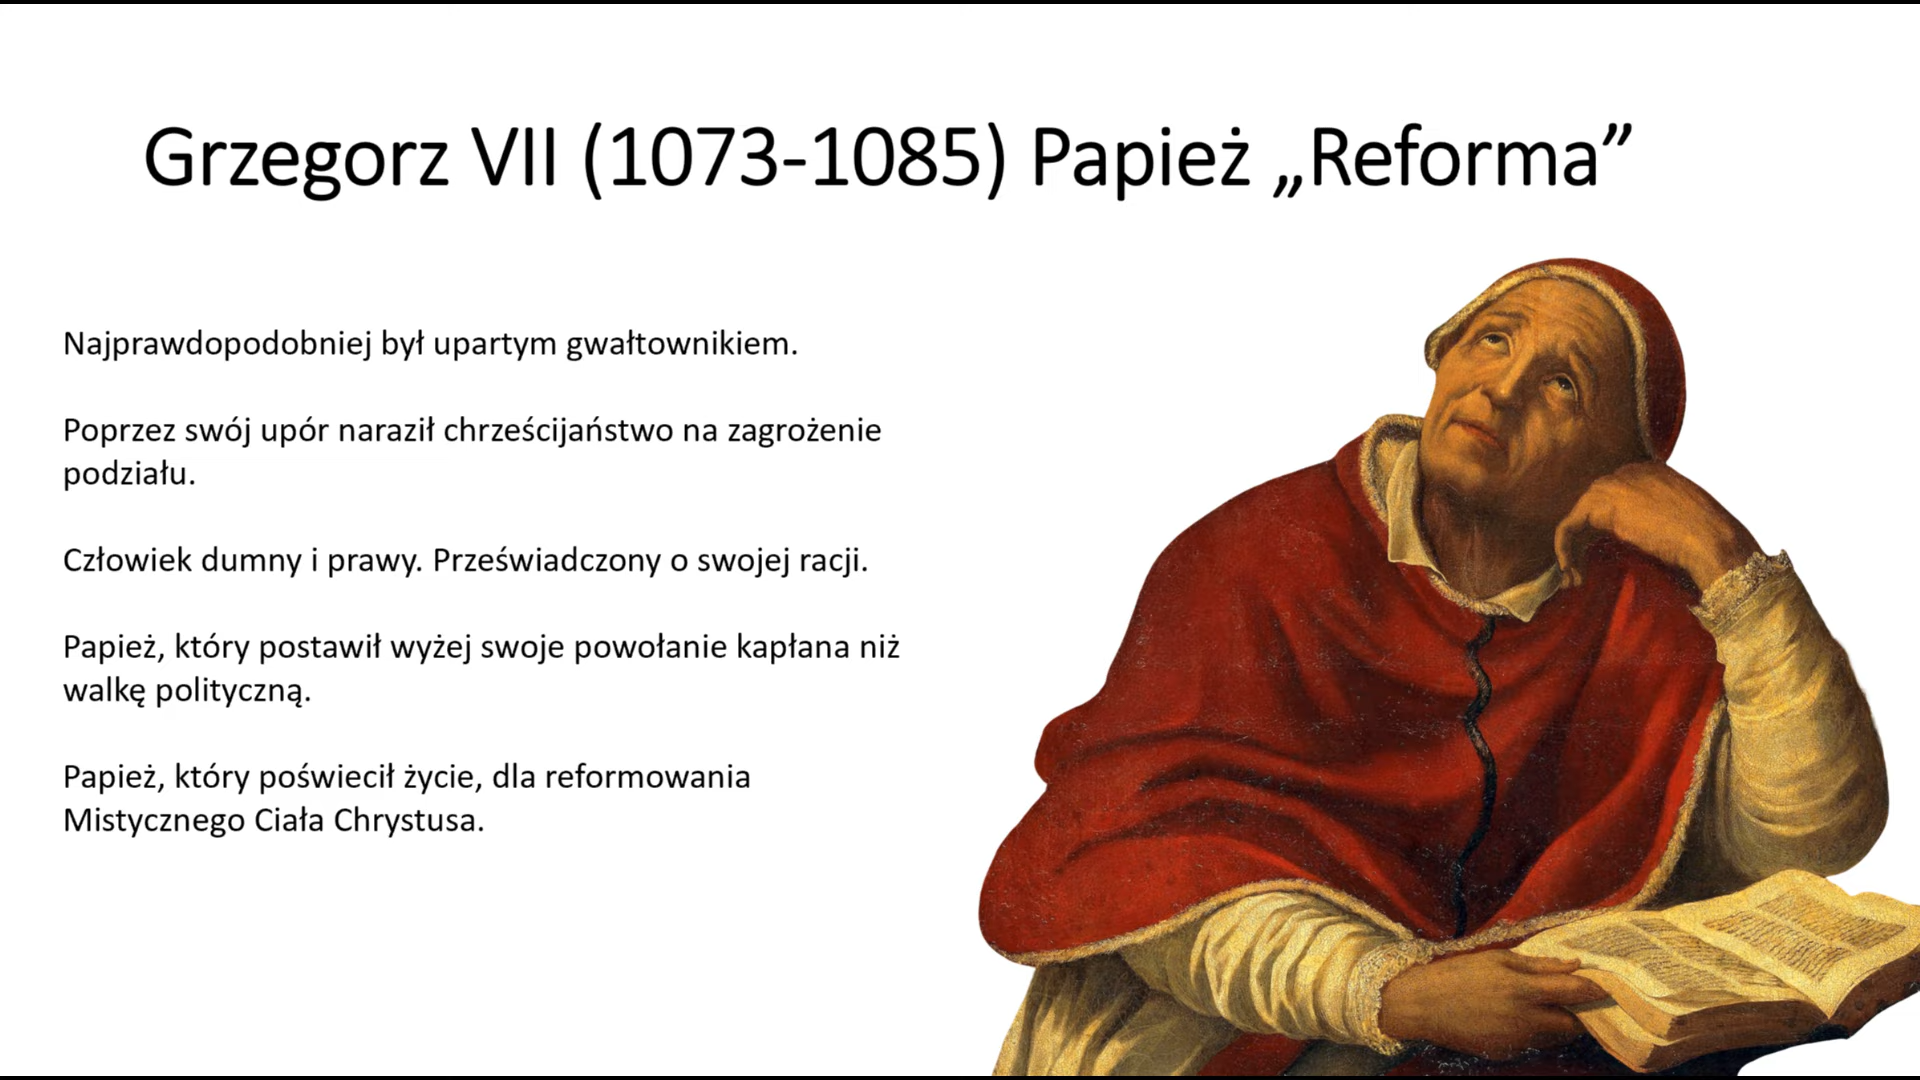 Grzegorz VII (1073-1085) Papież „Reforma”
Najprawdopodobniej był upartym gwałtownikiem.
Poprzez swój upór naraził chrześcijaństwo na zagrożenie
podziału.
Człowiek dumny i prawy. Przeświadczony o swojej racji.
Papież, który postawił wyżej swoje powołanie kapłana niż
walkę polityczną.
Papież, który poświecił życie, dla reformowania
Mistycznego Ciała Chrystusa.